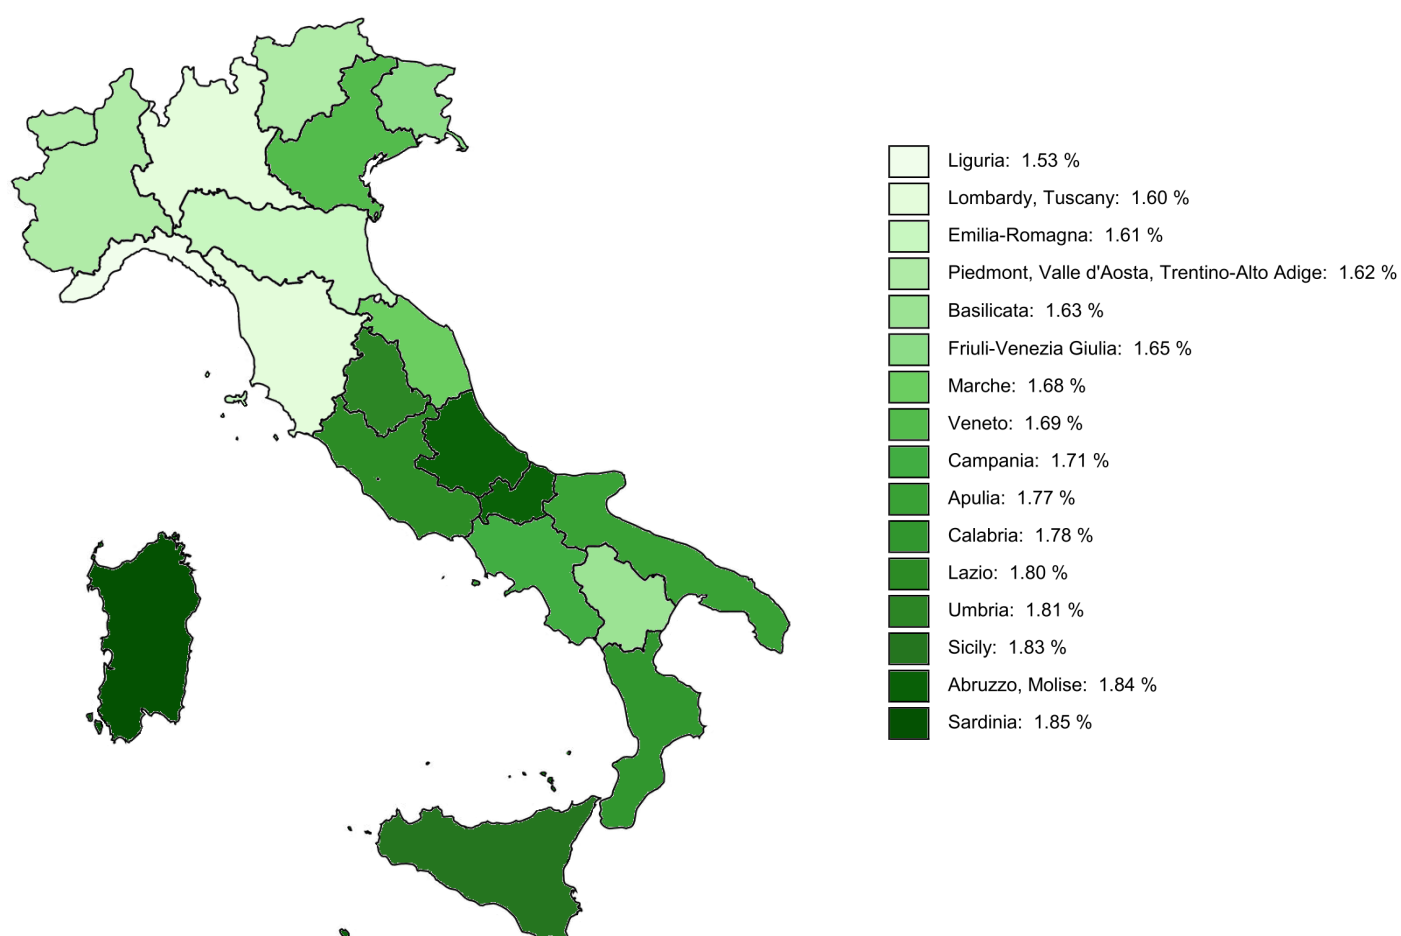 Liguria: 1.53 %
Lombardy, Tuscany: 1.60 %
Emilia-Romagna: 1.61 %
Piedmont, Valle d'Aosta, Trentino-Alto Adige: 1.62 %
Basilicata: 1.63 %
Friuli-Venezia Giulia: 1.65 %
Marche: 1.68 %
Veneto: 1.69 %
Campania: 1.71 %
Apulia: 1.77 %
Calabria: 1.78 %
Lazio: 1.80 %
Umbria: 1.81 %
Sicily: 1.83 %
Abruzzo, Molise: 1.84 %
Sardinia: 1.85 %